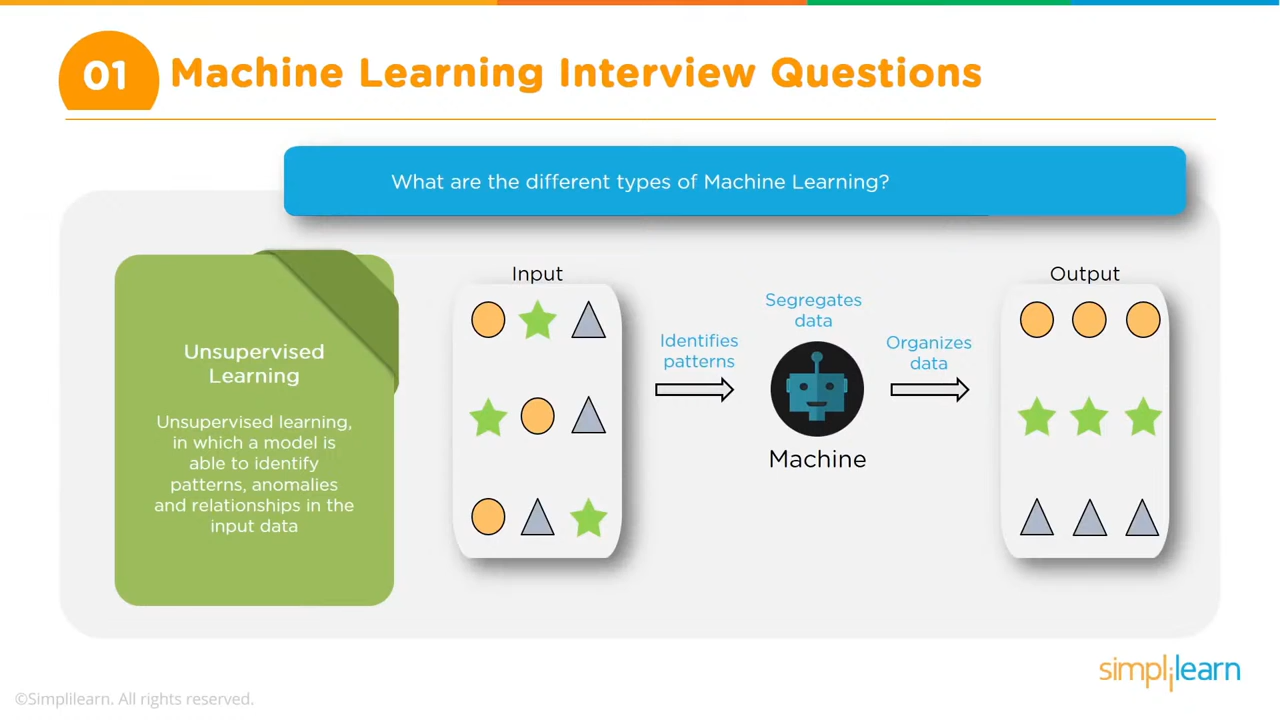 01
Machine Learning Interview Questions
What are the different types of Machine Learning?
Unsupervised
Learning
Unsupervised learning,
in which a model is
able to identify
patterns, anomalies
and relationships in the
input data
Input
Identifies
patterns
Segregates
data
Machine
Organizes
data
Output
simplilearn
©Simplilearn. All rights reserved.